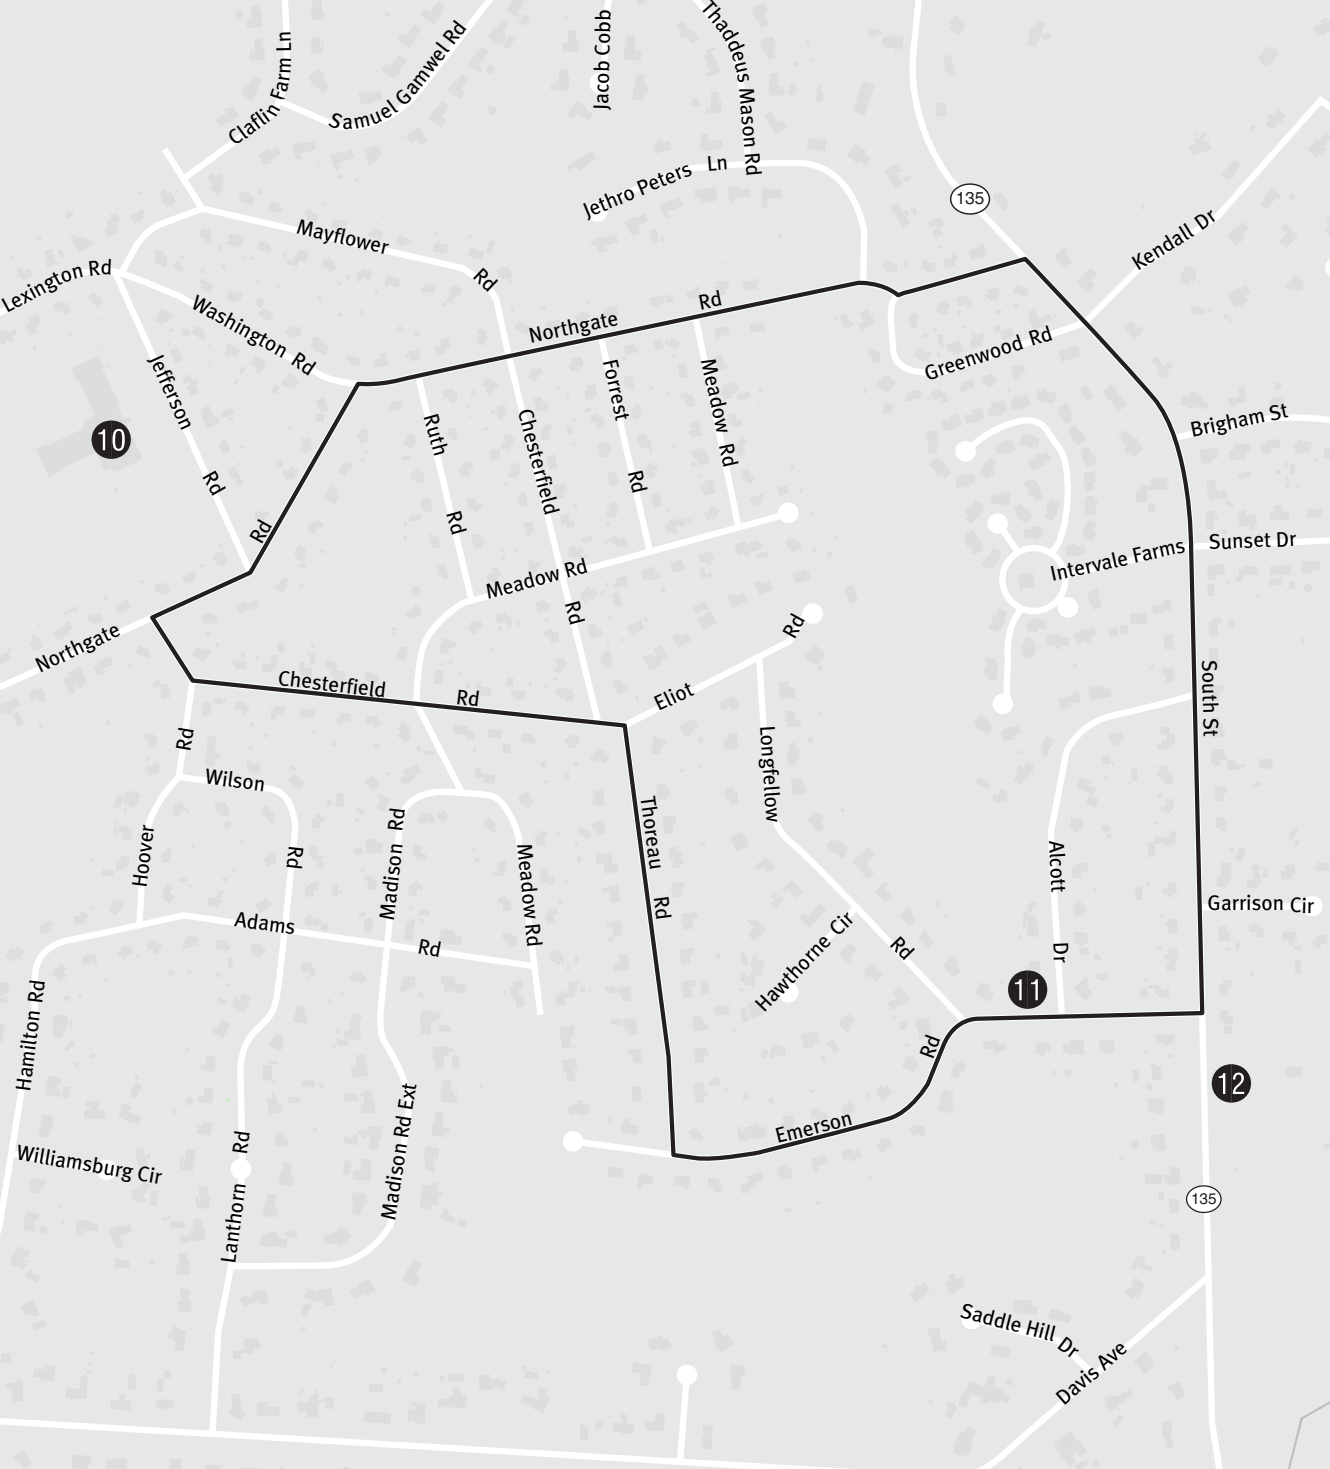 Claflin Farm Ln
Samuel Gamwel Rd
Jacob Cobb
Thaddeus Mason Rd
Jethro Peters Ln
135
Kendall Dr
Mayflower Rd
Lexington Rd
Washington Rd
Northgate Rd
Greenwood Rd
Jefferson Rd
10
Ruth Rd
Chesterfield Rd
Forrest Rd
Meadow Rd
Brigham St
Rd
Sunset Dr
Intervale Farms
Meadow Rd
Northgate
Eliot Rd
Chesterfield Rd
South St
Rd
Wilson Rd
Hoover
Madison Rd
Meadow Rd
Thoreau Rd
Longfellow Rd
Alcott Dr
Garrison Cir
Adams Rd
Hawthorne Cir
Hamilton Rd
11
Rd
Emerson
12
Madison Rd Ext
Williamsburg Cir
Lanthorn Rd
135
Saddle Hill Dr
Davis Ave